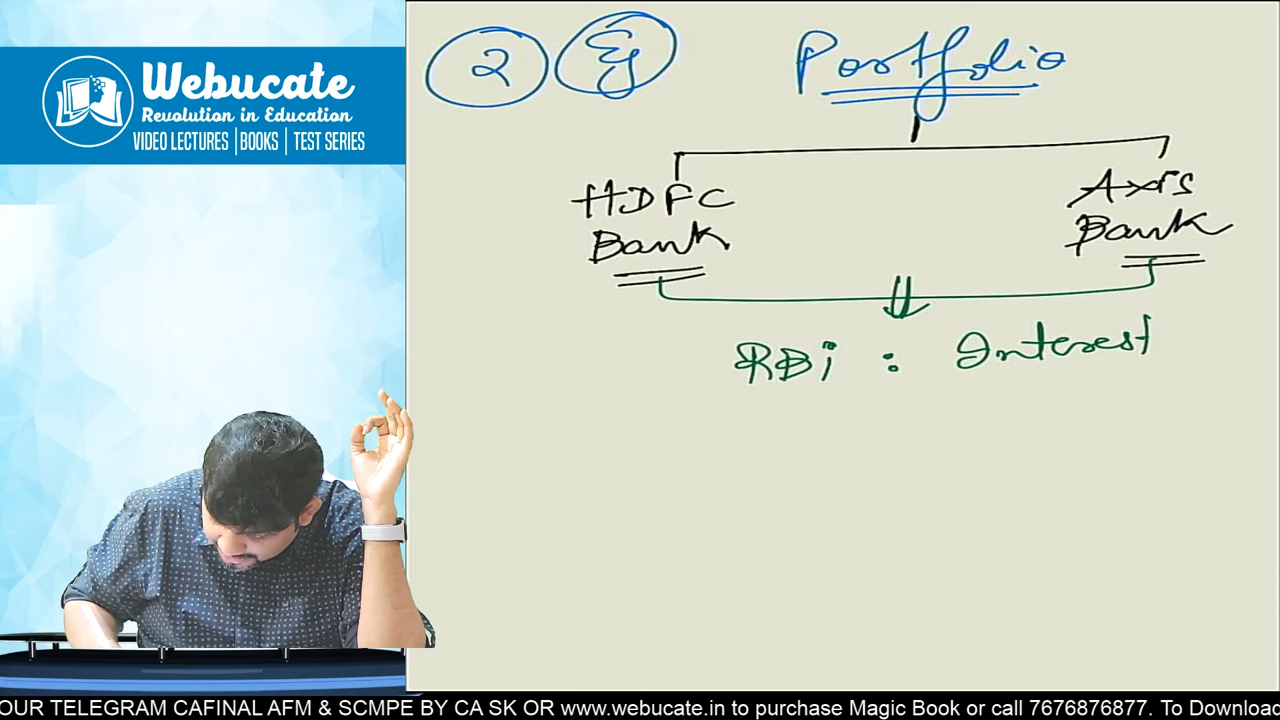 Webucate
Revolution in Education
VIDEO LECTURES | BOOKS | TEST SERIES
2 Eg Portfolio
HDFC Bank
Axis Bank
RBi : Interest
OUR TELEGRAM CAFINAL AFM & SCMPE BY CA SK OR www.webucate.in to purchase Magic Book or call 7676876877. To Download